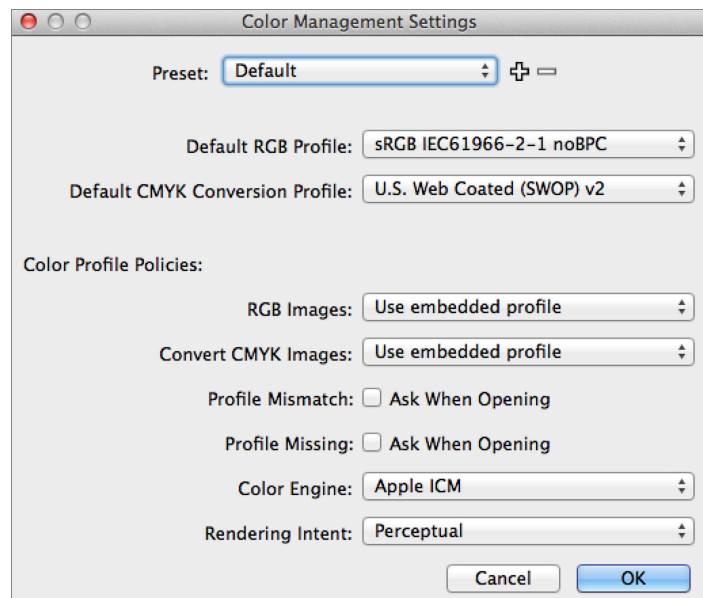 Color Management Settings
Preset: Default
Default RGB Profile: sRGB IEC61966-2-1 noBPC
Default CMYK Conversion Profile: U.S. Web Coated (SWOP) v2
Color Profile Policies:
RGB Images: Use embedded profile
Convert CMYK Images: Use embedded profile
Profile Mismatch: Ask When Opening
Profile Missing: Ask When Opening
Color Engine: Apple ICM
Rendering Intent: Perceptual
Cancel OK